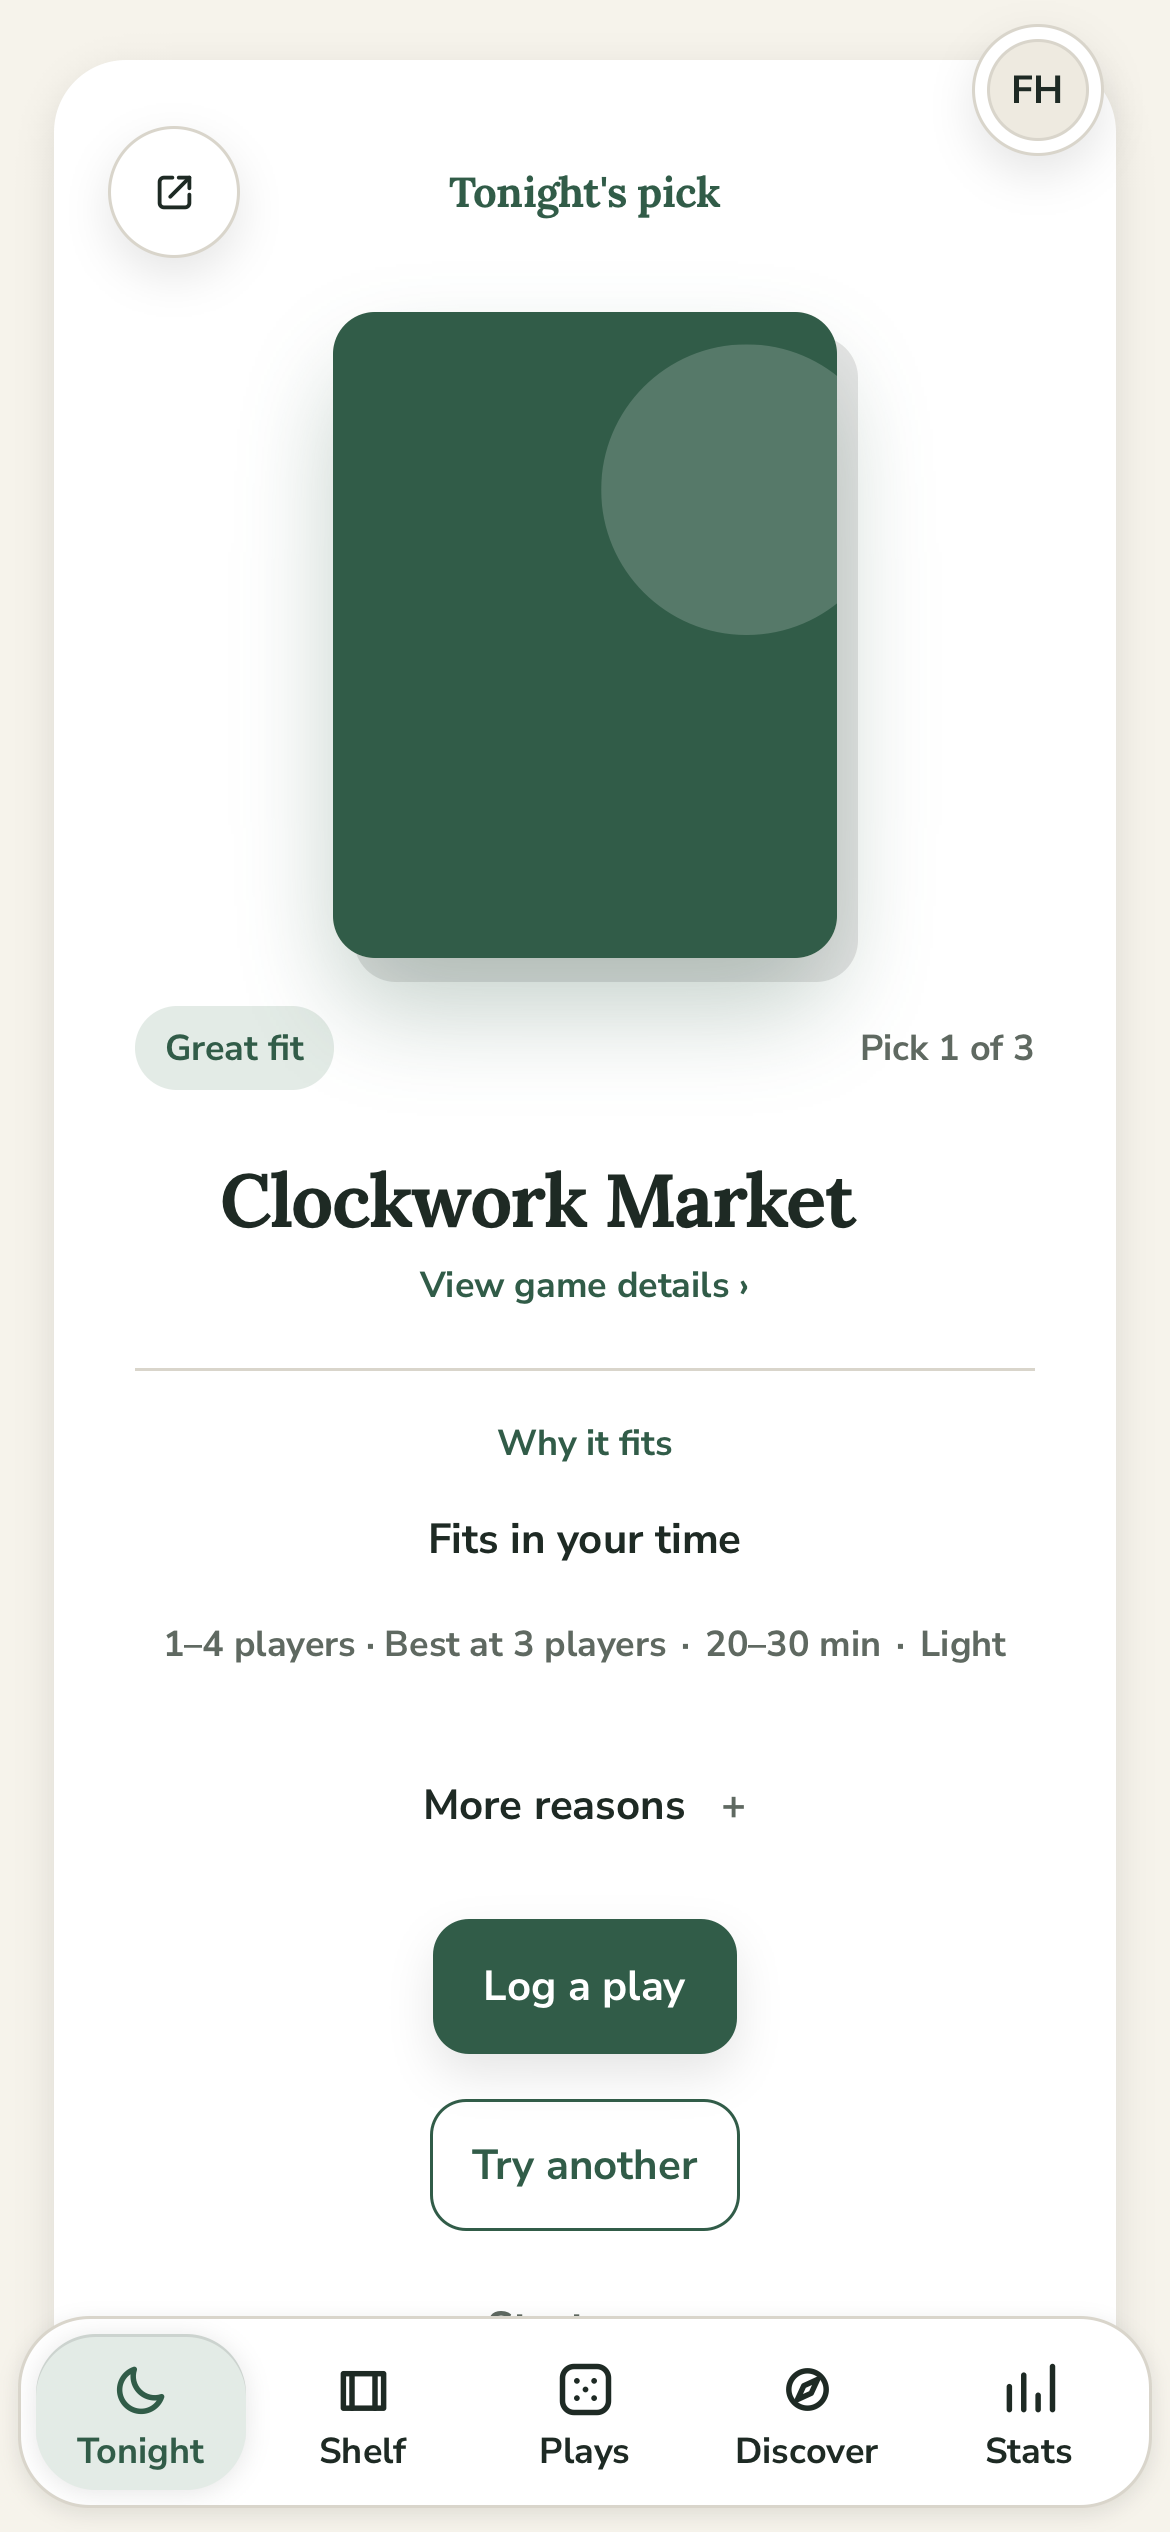 FH
Tonight's pick
Great fit
Pick 1 of 3
Clockwork Market
View game details ›
Why it fits
Fits in your time
1–4 players · Best at 3 players · 20–30 min · Light
More reasons +
Log a play
Try another
Tonight
Shelf
Plays
Discover
Stats